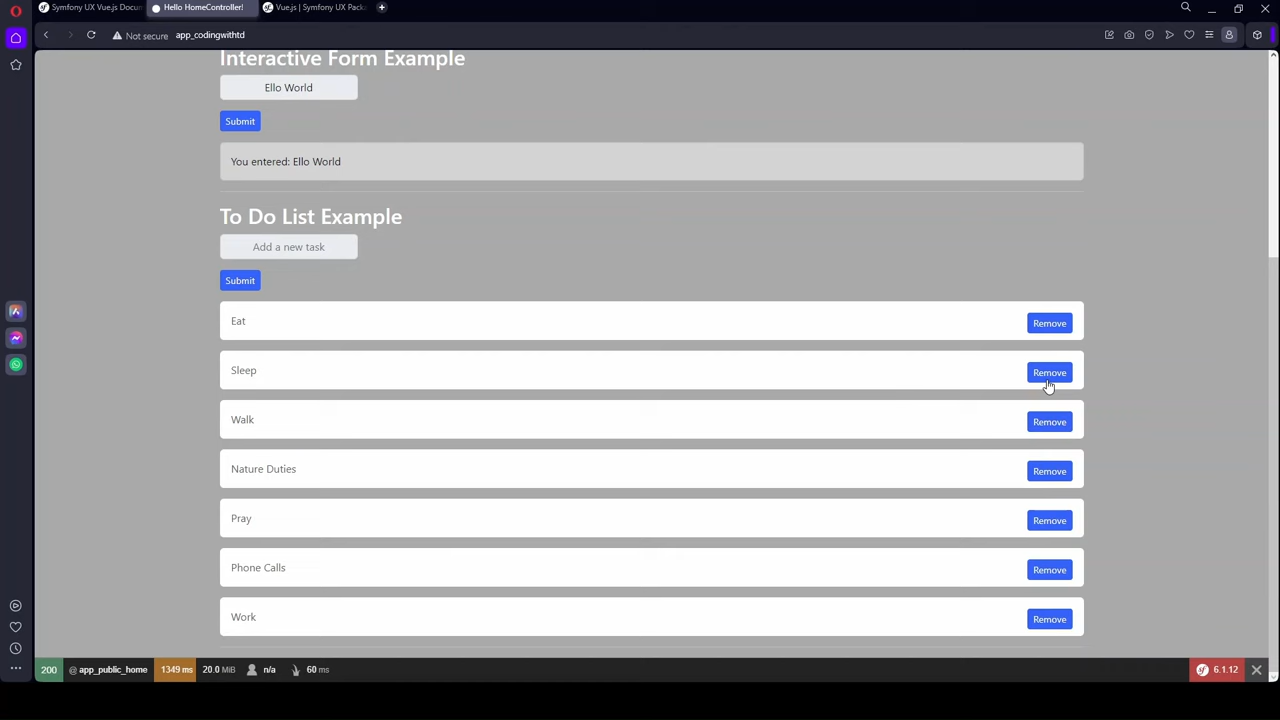 Symfony UX Vue.js Docum
Hello HomeController!
Vue.js | Symfony UX Pack
Not secure
app_codingwithtd
Interactive Form Example
Ello World
Submit
You entered: Ello World
To Do List Example
Add a new task
Submit
Eat Remove
Sleep Remove
Walk Remove
Nature Duties Remove
Pray Remove
Phone Calls Remove
Work Remove
200 @ app_public_home 1349 ms 20.0 MiB n/a 60 ms sf 6.1.12